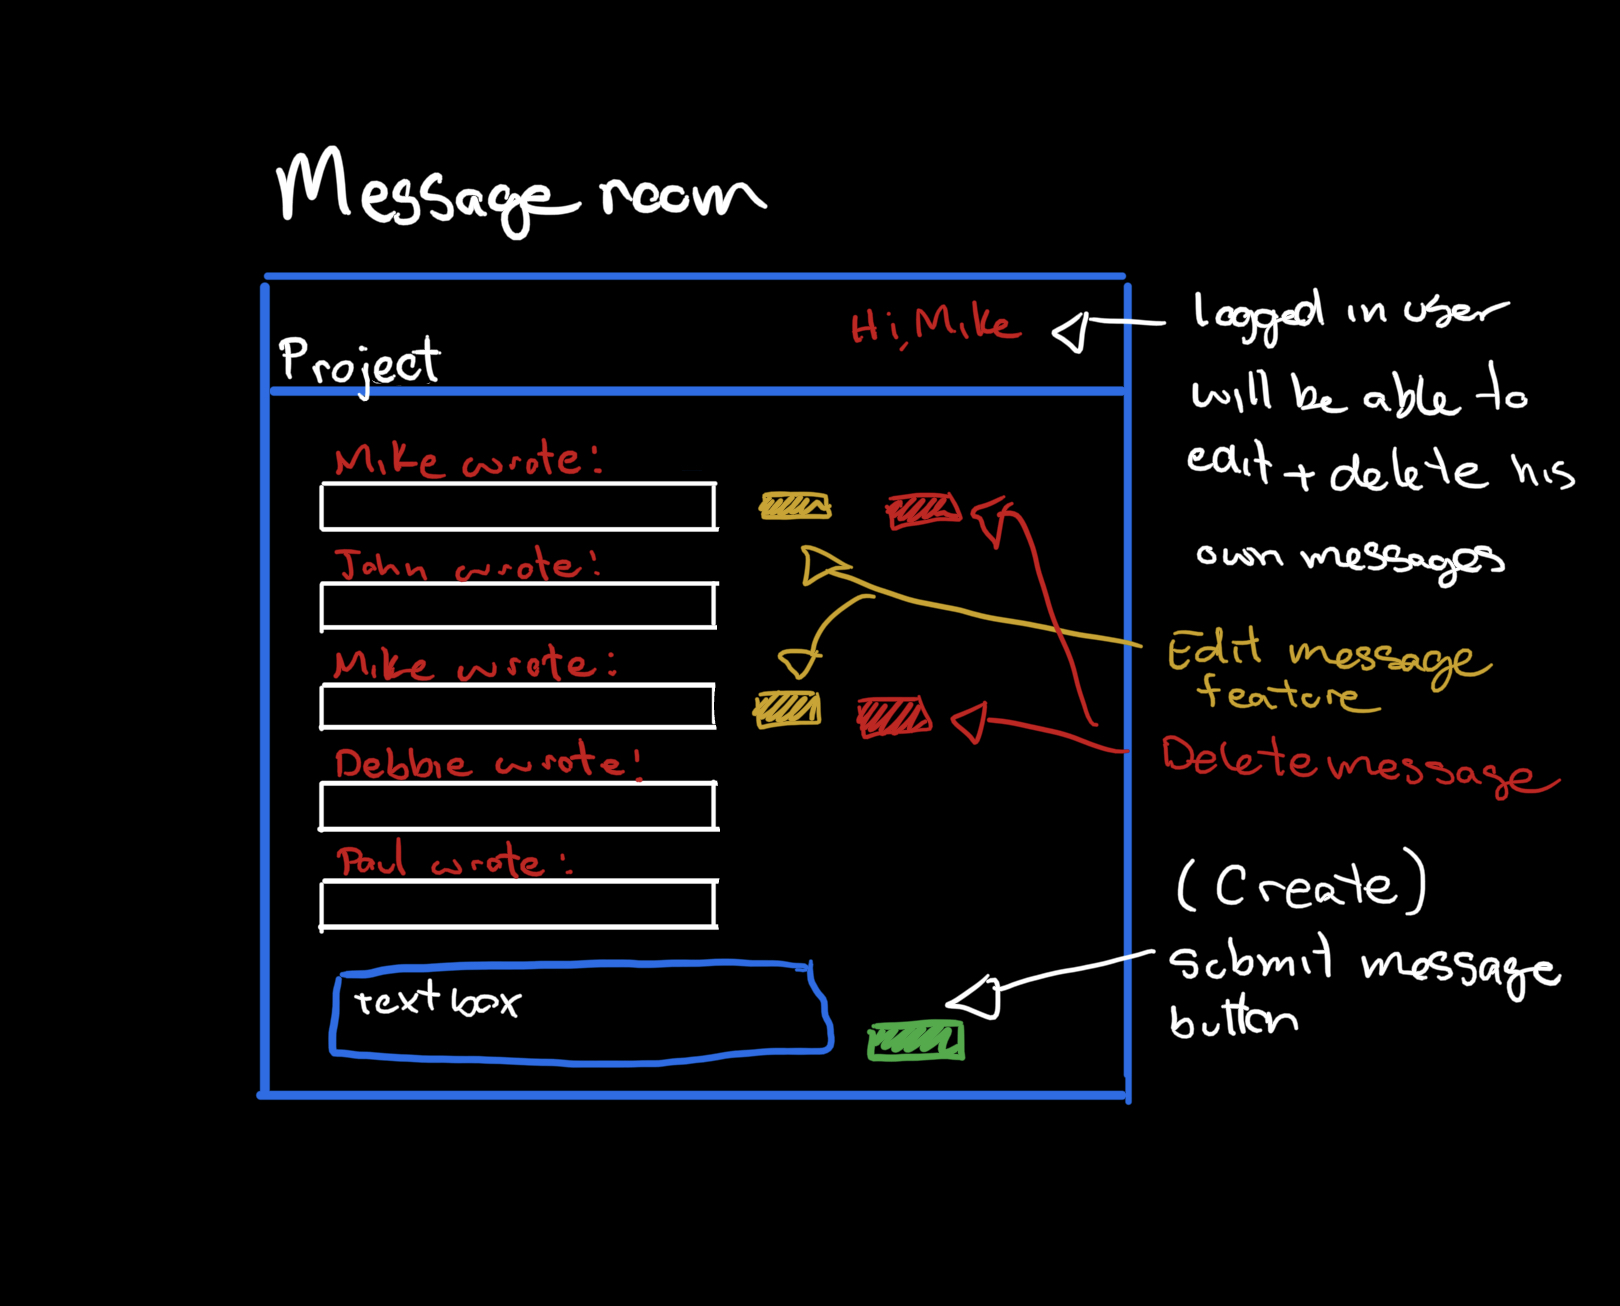 Message room
Project
Hi, Mike
Mike wrote:
John wrote:
Mike wrote:
Debbie wrote:
Paul wrote:
text box
logged in user
will be able to
edit + delete his
own messages
Edit message
feature
Delete message
(Create)
submit message
button